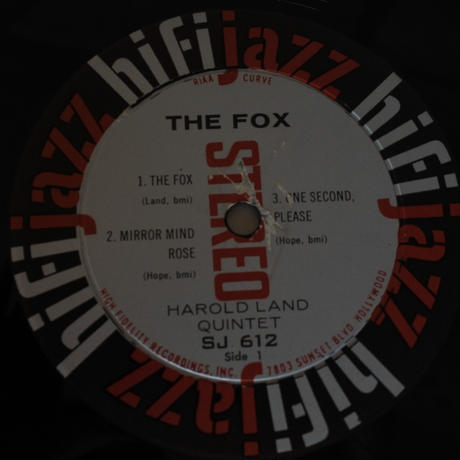 hifijazz hifijazz hifijazz hifijazz
RIAA CURVE
THE FOX
STEREO
1. THE FOX
(Land, bmi)
2. MIRROR MIND
ROSE
(Hope, bmi)
3. ONE SECOND,
PLEASE
(Hope, bmi)
HAROLD LAND
QUINTET
SJ 612
Side 1
HIGH FIDELITY RECORDINGS, INC. 7803 SUNSET BLVD HOLLYWOOD